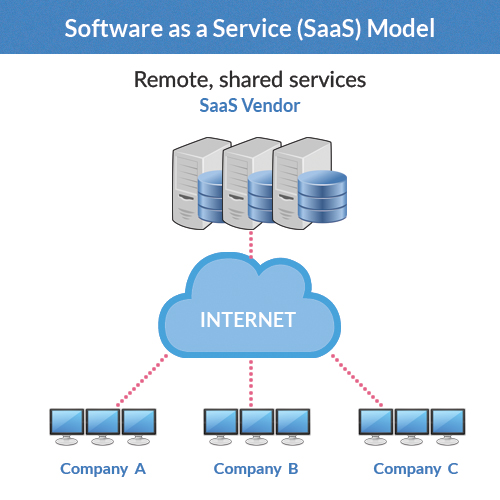 Software as a Service (SaaS) Model
Remote, shared services
SaaS Vendor
INTERNET
Company A
Company B
Company C